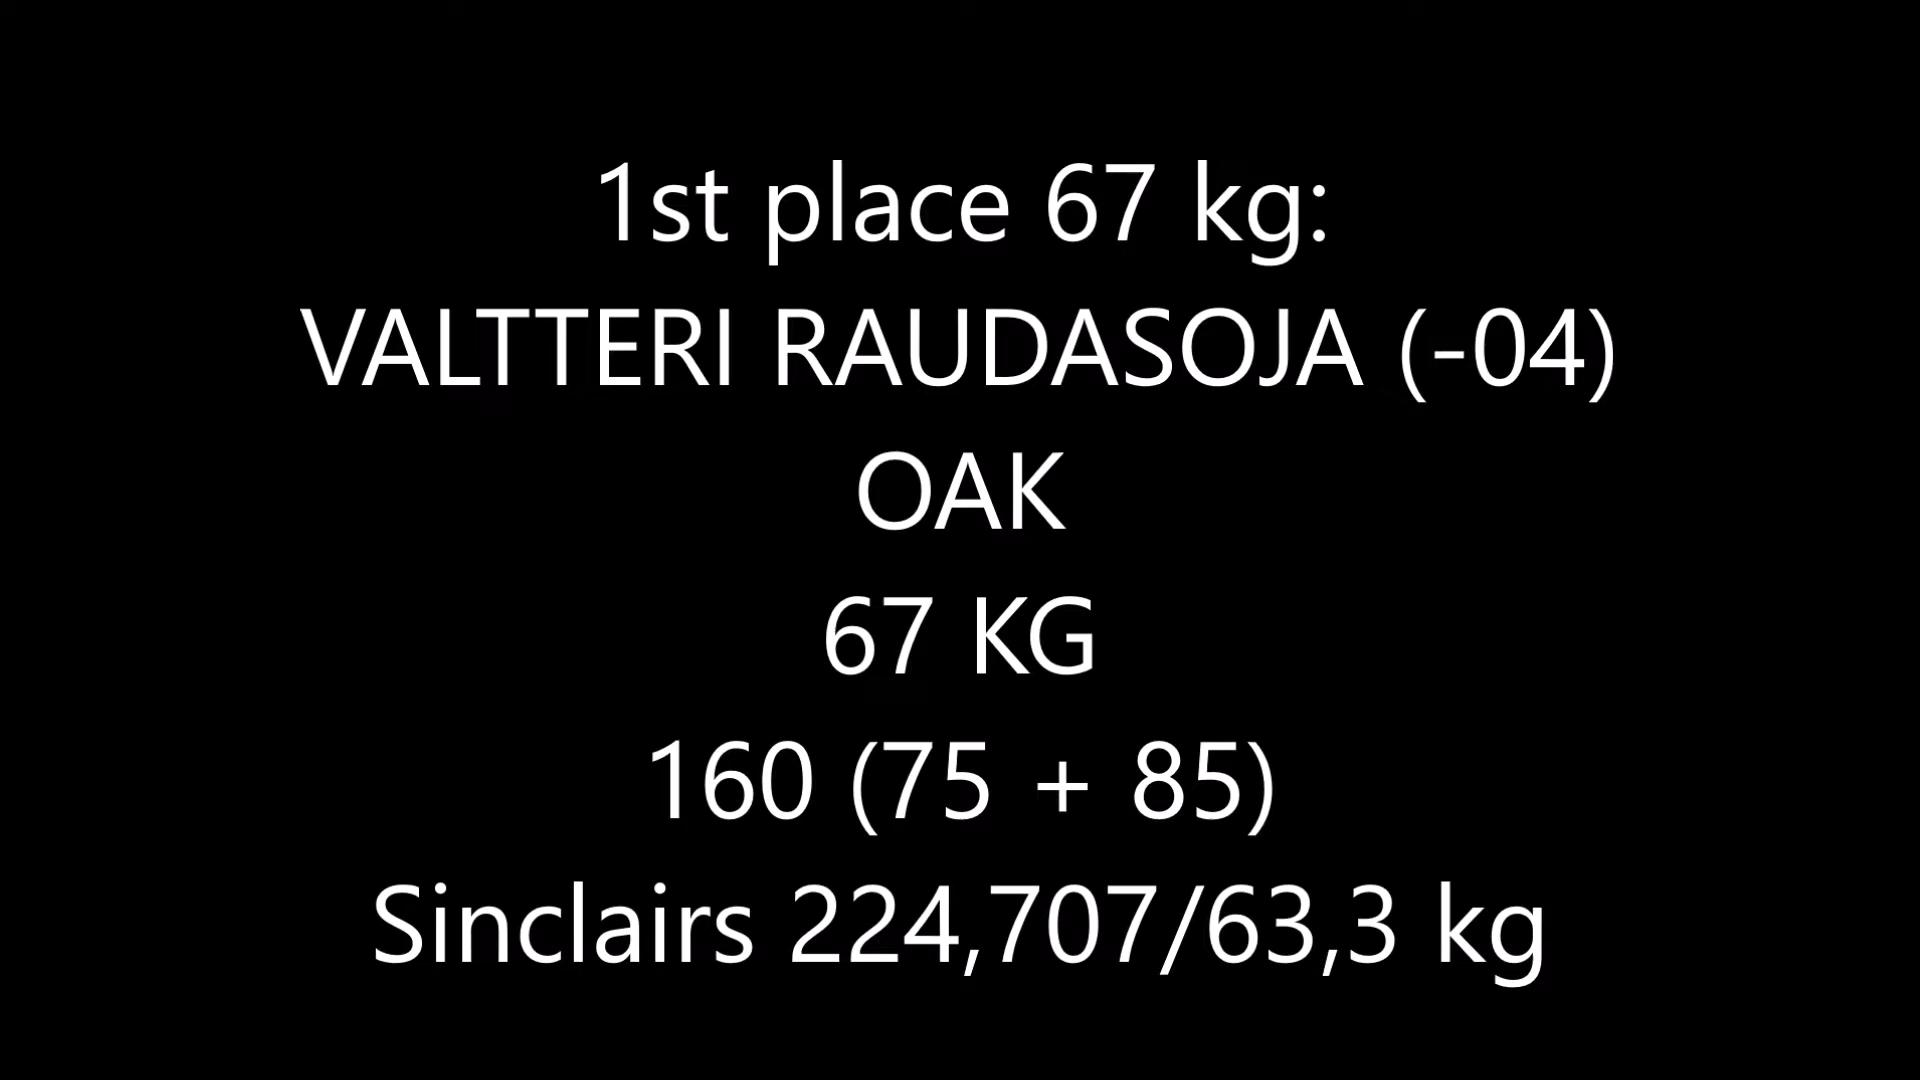 1st place 67 kg:
VALTTERI RAUDASOJA (-04)
OAK
67 KG
160 (75 + 85)
Sinclairs 224,707/63,3 kg